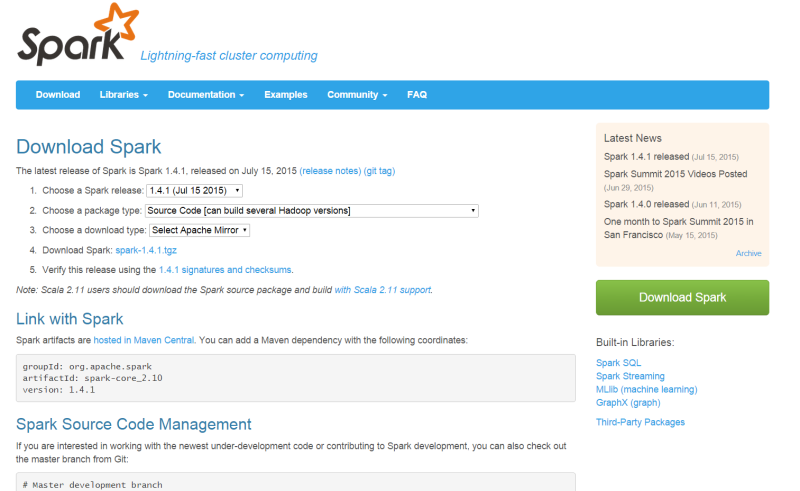 Spark
Lightning-fast cluster computing
Download Libraries Documentation Examples Community FAQ
Download Spark
The latest release of Spark is Spark 1.4.1, released on July 15, 2015 (release notes) (git tag)
1. Choose a Spark release: 1.4.1 (Jul 15 2015)
2. Choose a package type: Source Code [can build several Hadoop versions]
3. Choose a download type: Select Apache Mirror
4. Download Spark: spark-1.4.1.tgz
5. Verify this release using the 1.4.1 signatures and checksums.
Note: Scala 2.11 users should download the Spark source package and build with Scala 2.11 support.
Link with Spark
Spark artifacts are hosted in Maven Central. You can add a Maven dependency with the following coordinates:
groupId: org.apache.spark
artifactId: spark-core_2.10
version: 1.4.1
Spark Source Code Management
If you are interested in working with the newest under-development code or contributing to Spark development, you can also check out
the master branch from Git:
# Master development branch
Latest News
Spark 1.4.1 released (Jul 15, 2015)
Spark Summit 2015 Videos Posted
(Jun 29, 2015)
Spark 1.4.0 released (Jun 11, 2015)
One month to Spark Summit 2015 in
San Francisco (May 15, 2015)
Archive
Download Spark
Built-in Libraries:
Spark SQL
Spark Streaming
MLlib (machine learning)
GraphX (graph)
Third-Party Packages